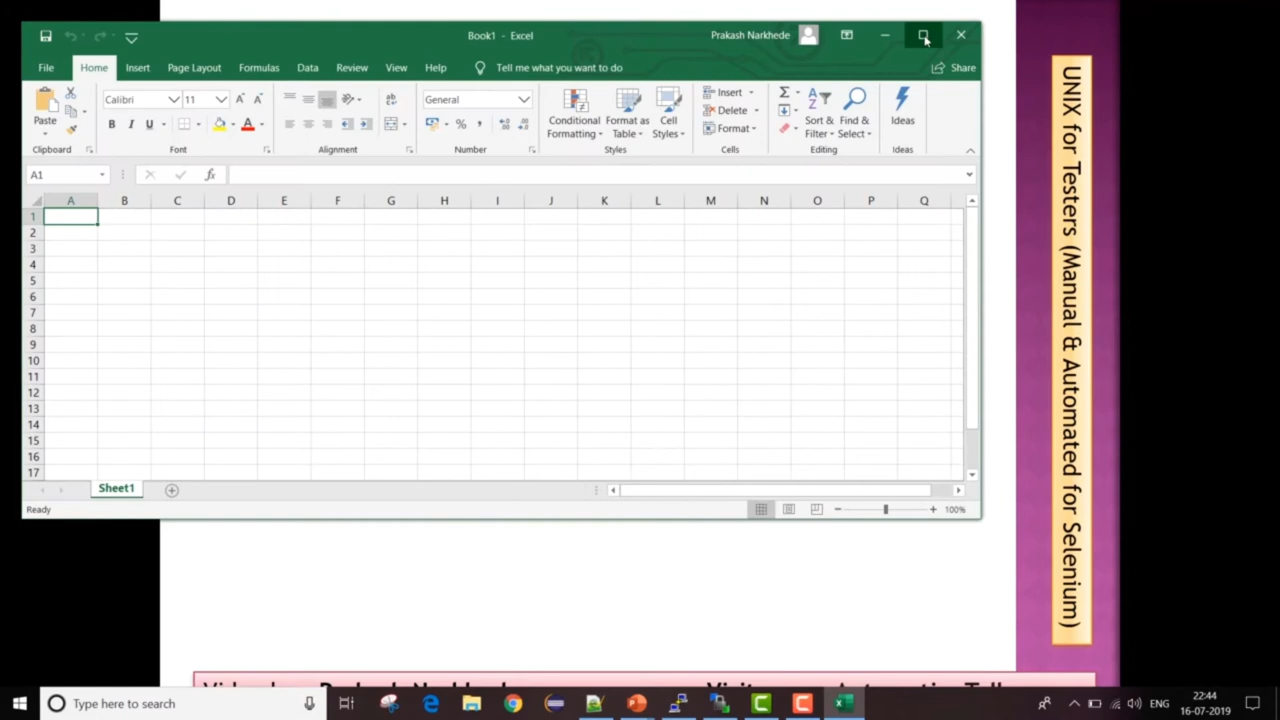 Book1 - Excel
Prakash Narkhede
File Home Insert Page Layout Formulas Data Review View Help Tell me what you want to do Share
Calibri 11 General Insert
Delete
Format
Paste
Conditional Formatting
Format as Table
Cell Styles
Sort & Filter
Find & Select
Ideas
Clipboard Font Alignment Number Styles Cells Editing Ideas
A1
A B C D E F G H I J K L M N O P Q
1
2
3
4
5
6
7
8
9
10
11
12
13
14
15
16
17
Sheet1
Ready 100%
UNIX for Testers (Manual & Automated for Selenium)
Type here to search
ENG
22:44
16-07-2019